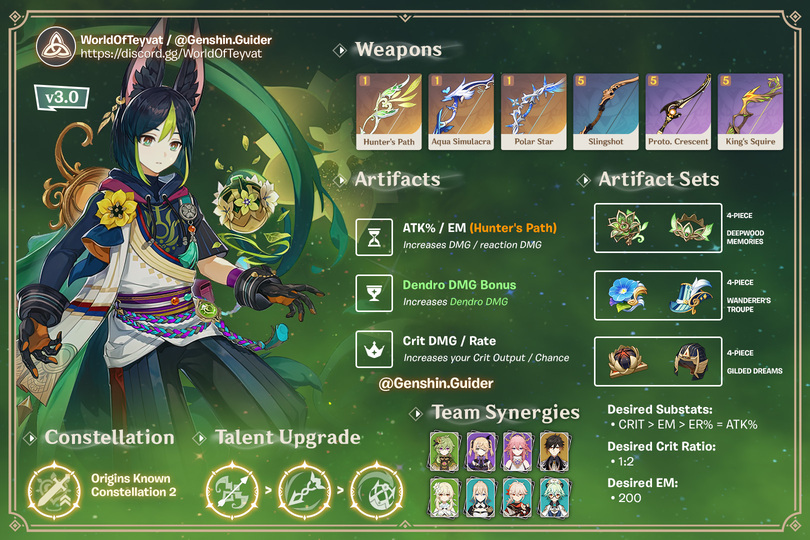 WorldOfTeyvat / @Genshin.Guider
https://discord.gg/WorldOfTeyvat
v3.0
Weapons
1
1
1
5
5
5
Hunter's Path
Aqua Simulacra
Polar Star
Slingshot
Proto. Crescent
King's Squire
Artifacts
ATK% / EM (Hunter's Path)
Increases DMG / reaction DMG
Dendro DMG Bonus
Increases Dendro DMG
Crit DMG / Rate
Increases your Crit Output / Chance
@Genshin.Guider
Artifact Sets
4-PIECE
DEEPWOOD
MEMORIES
4-PIECE
WANDERER'S
TROUPE
4-PIECE
GILDED DREAMS
Constellation
Origins Known
Constellation 2
Talent Upgrade
> >
Team Synergies
Desired Substats:
• CRIT > EM > ER% = ATK%
Desired Crit Ratio:
• 1:2
Desired EM:
• 200